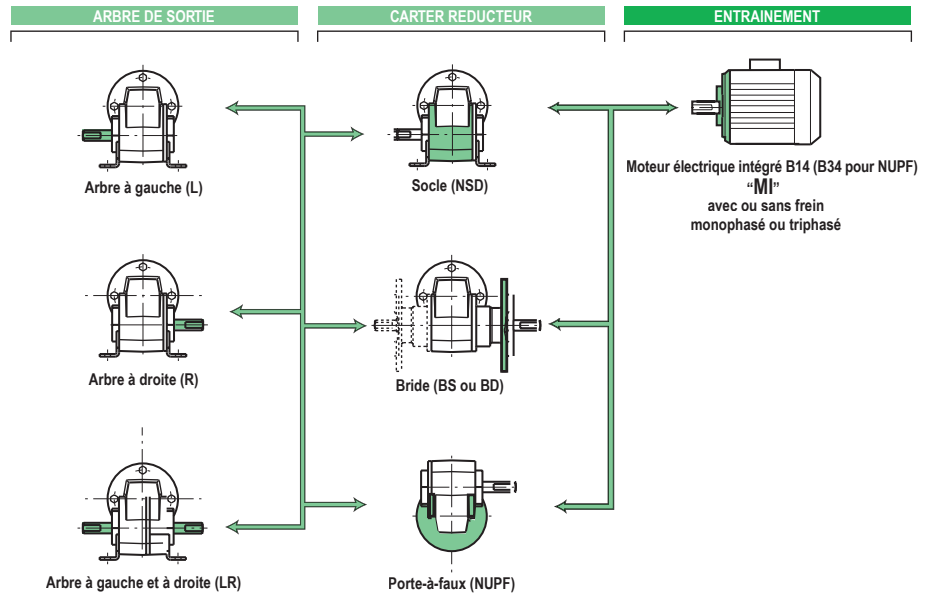 ARBRE DE SORTIE
CARTER REDUCTEUR
ENTRAINEMENT
Arbre à gauche (L)
Socle (NSD)
Moteur électrique intégré B14 (B34 pour NUPF)
“MI”
avec ou sans frein
monophasé ou triphasé
Arbre à droite (R)
Bride (BS ou BD)
Arbre à gauche et à droite (LR)
Porte-à-faux (NUPF)